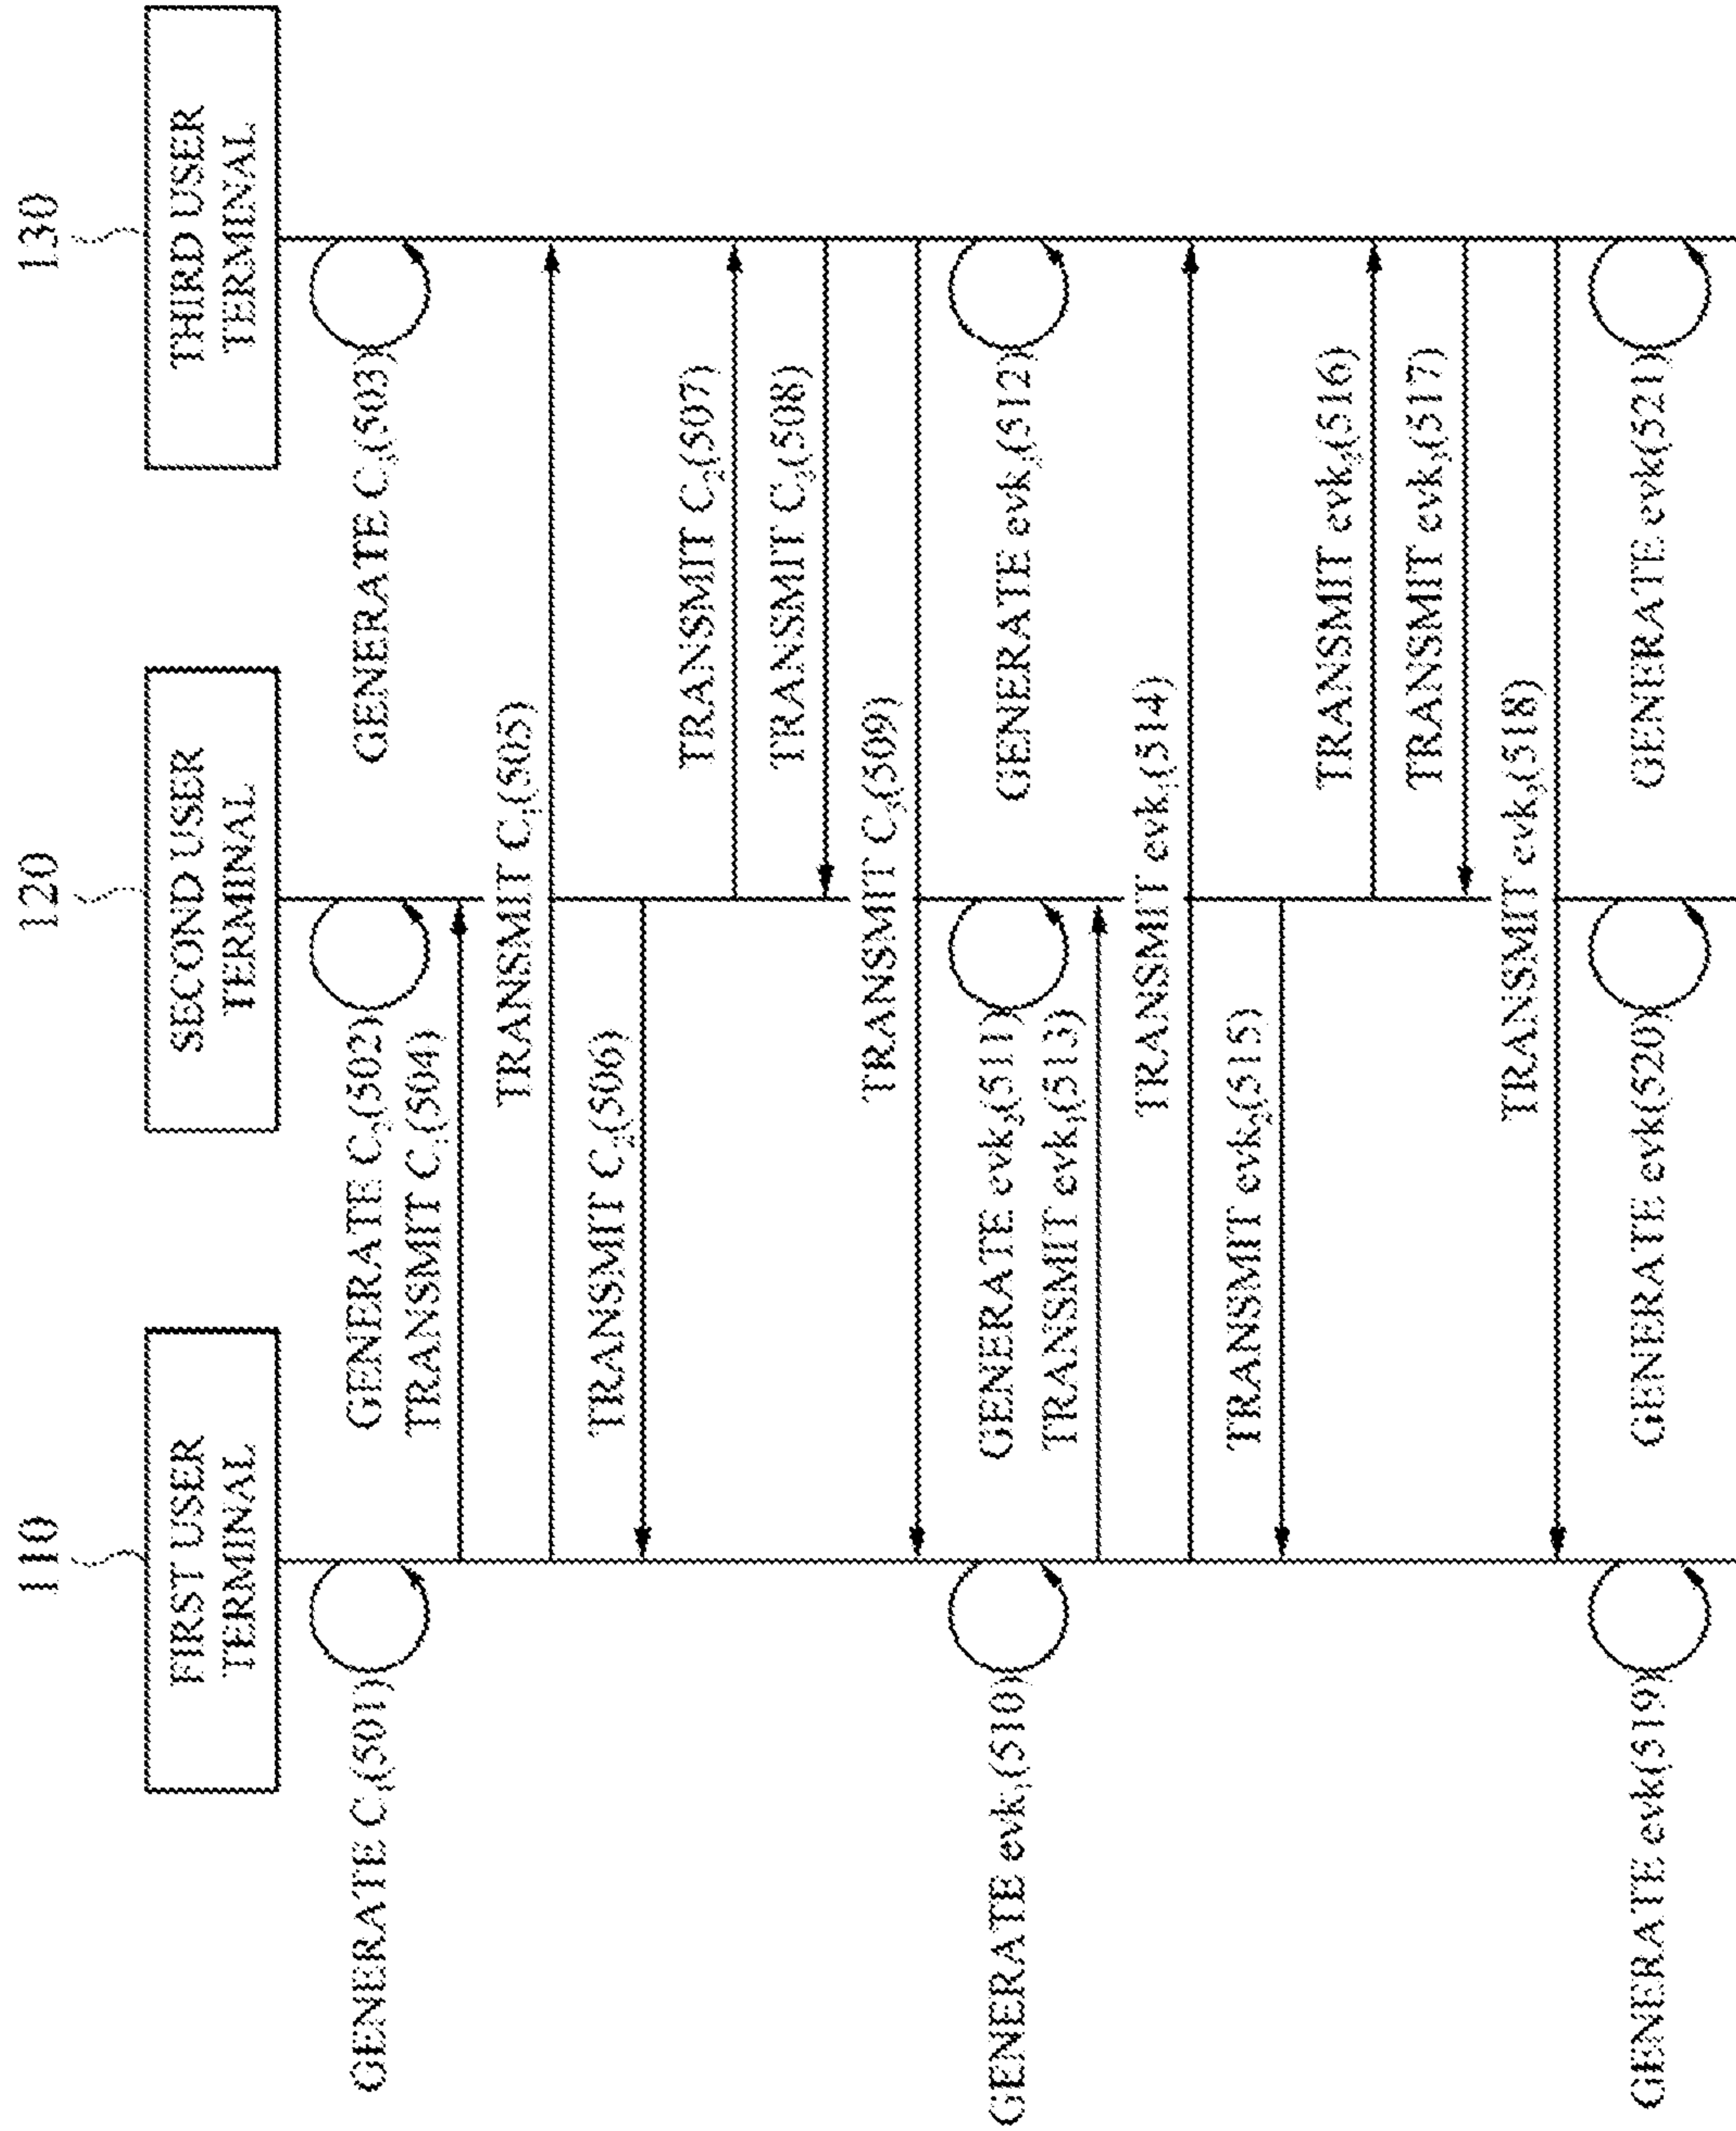 110
120
130
FIRST USER
TERMINAL
SECOND USER
TERMINAL
THIRD USER
TERMINAL
GENERATE C₁(501)
GENERATE C₂(502)
GENERATE C₃(503)
TRANSMIT C₁(504)
TRANSMIT C₁(505)
TRANSMIT C₂(506)
TRANSMIT C₂(507)
TRANSMIT C₃(508)
TRANSMIT C₃(509)
GENERATE evk₁(510)
GENERATE evk₂(511)
GENERATE evk₃(512)
TRANSMIT evk₁(513)
TRANSMIT evk₁(514)
TRANSMIT evk₂(515)
TRANSMIT evk₂(516)
TRANSMIT evk₃(517)
TRANSMIT evk₃(518)
GENERATE evk(519)
GENERATE evk(520)
GENERATE evk(521)